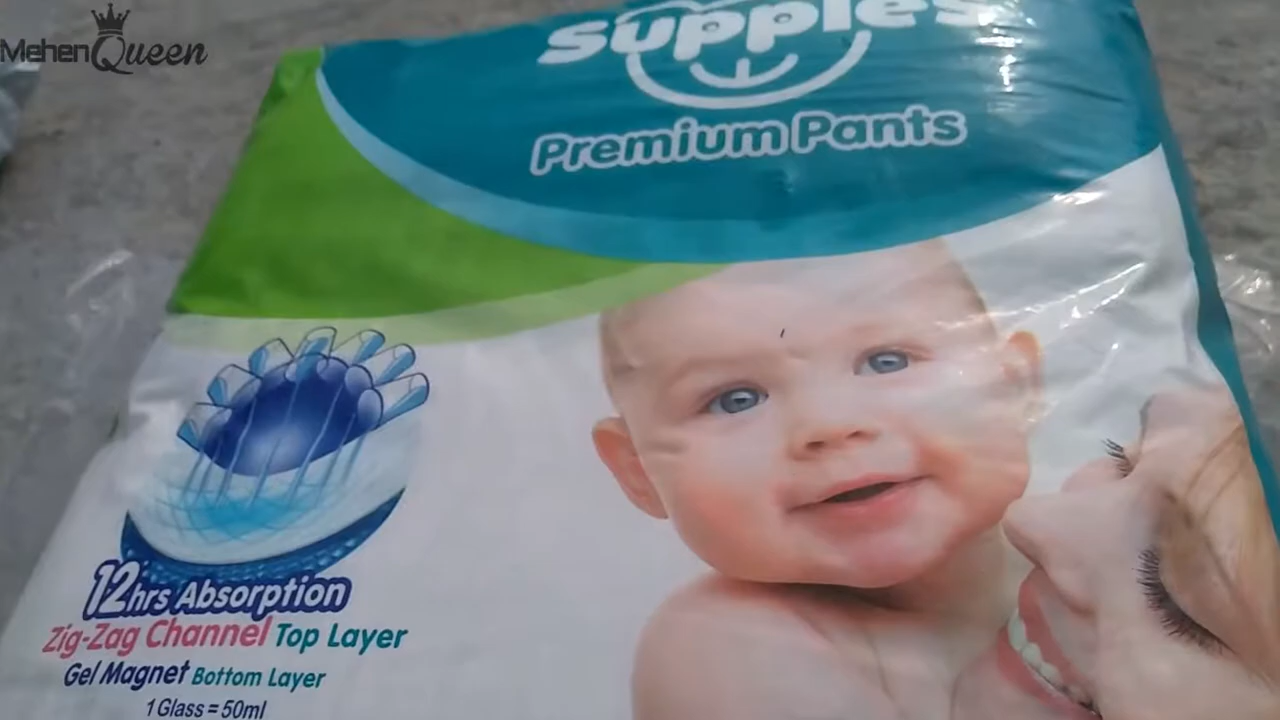 MehenQueen
supples
Premium Pants
12hrs Absorption
Zig-Zag Channel Top Layer
Gel Magnet Bottom Layer
1 Glass = 50ml